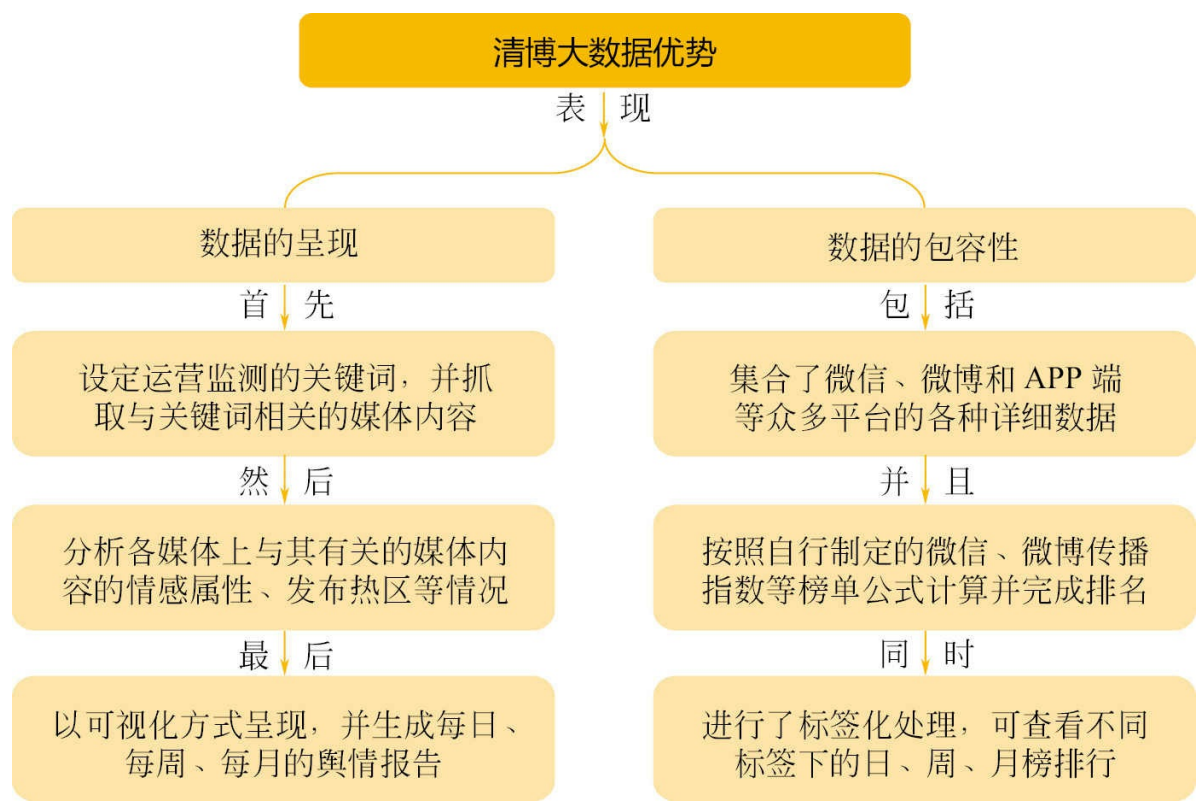 清博大数据优势
表现
数据的呈现
首先
设定运营监测的关键词，并抓
取与关键词相关的媒体内容
然后
分析各媒体上与其有关的媒体内
容的情感属性、发布热区等情况
最后
以可视化方式呈现，并生成每日、
每周、每月的舆情报告
数据的包容性
包括
集合了微信、微博和 APP 端
等众多平台的各种详细数据
并且
按照自行制定的微信、微博传播
指数等榜单公式计算并完成排名
同时
进行了标签化处理，可查看不同
标签下的日、周、月榜排行